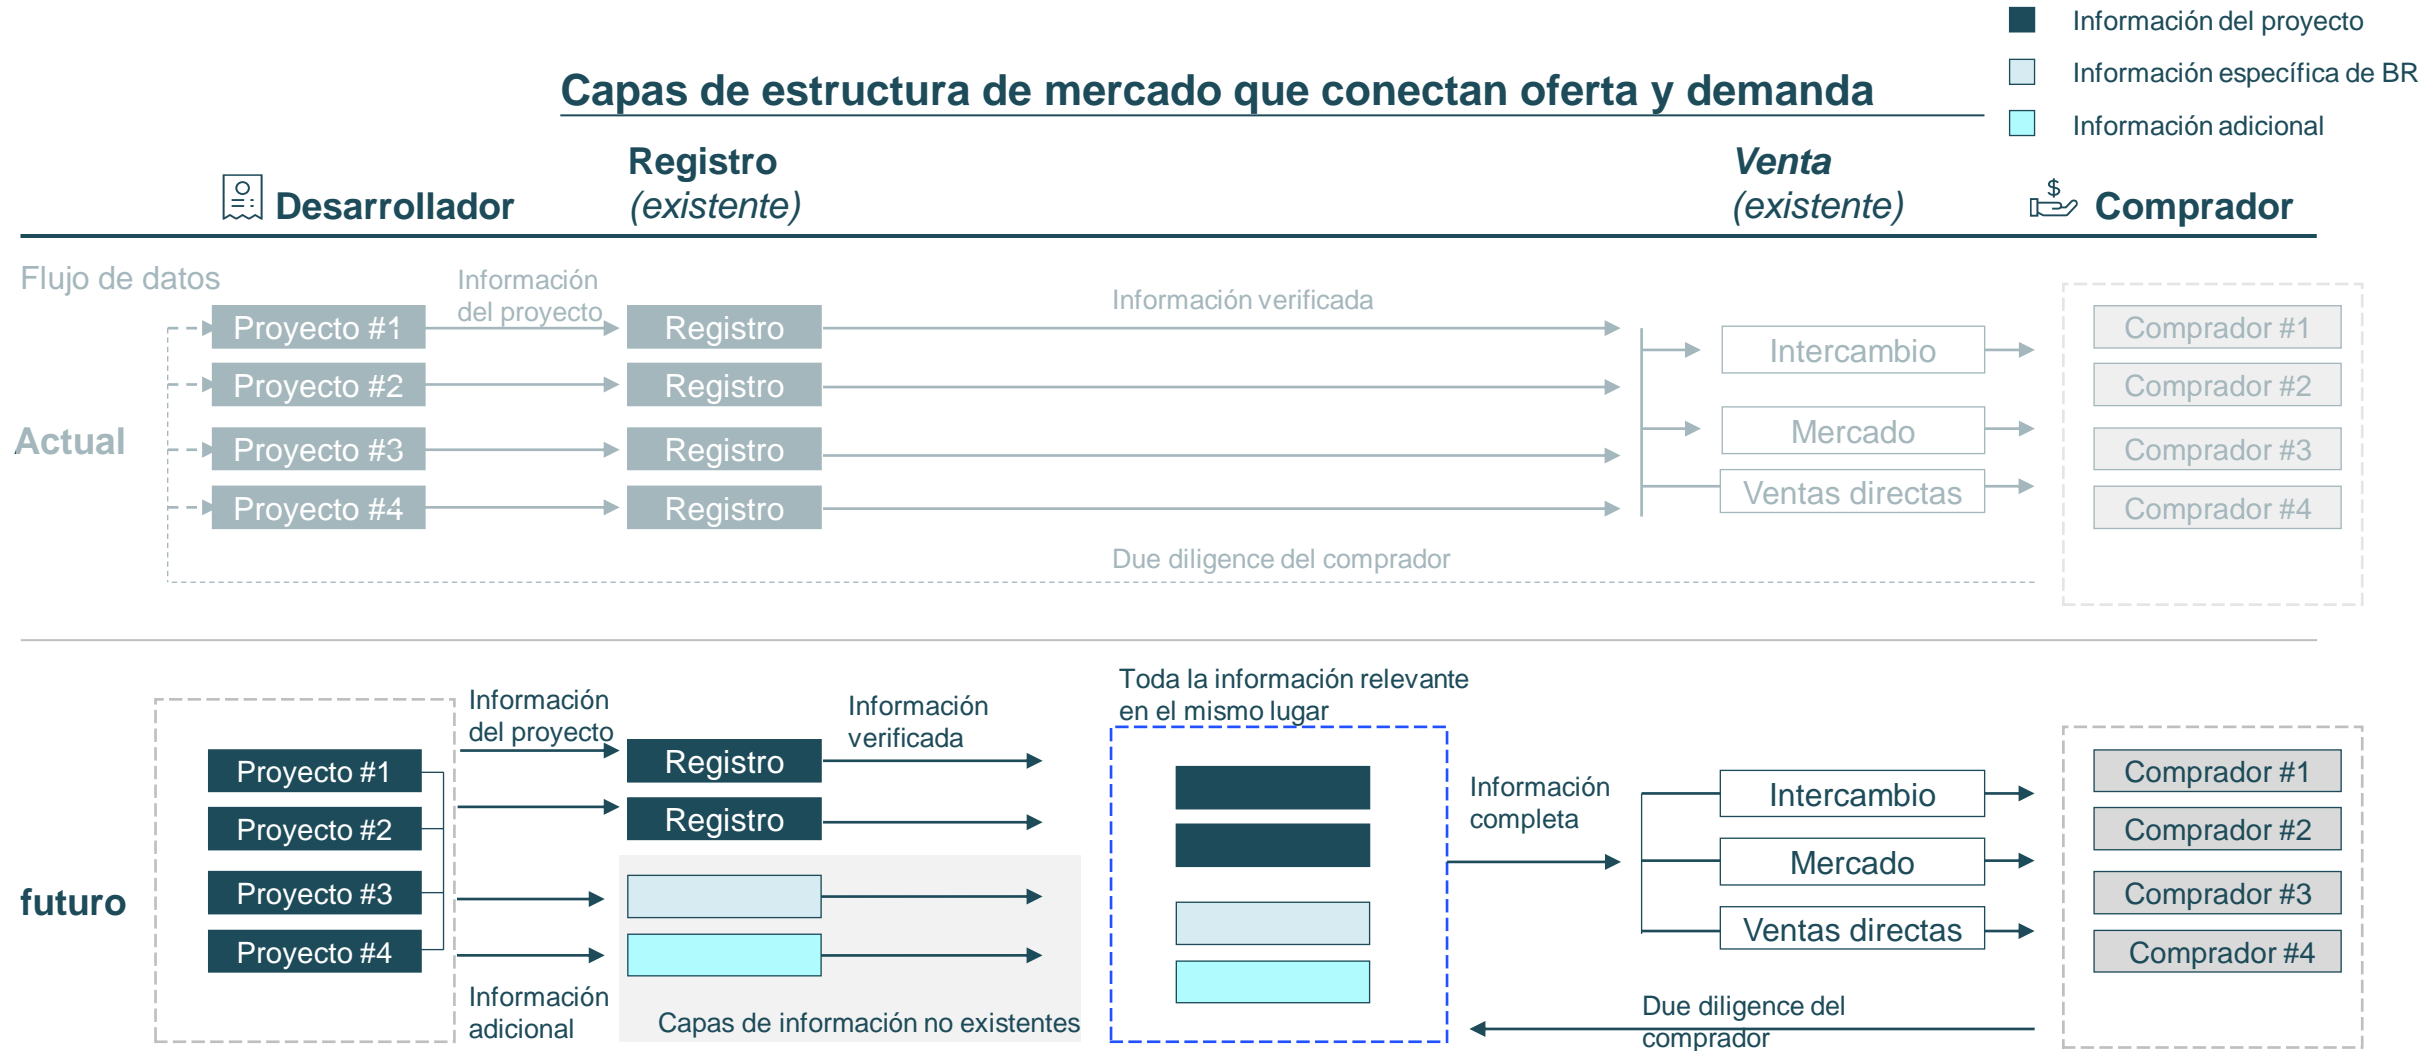 Información del proyecto
Información específica de BR
Información adicional
Capas de estructura de mercado que conectan oferta y demanda
Desarrollador
Registro
(existente)
Venta
(existente)
Comprador
Flujo de datos
Actual
Información
del proyecto
Información verificada
Proyecto #1
Registro
Proyecto #2
Registro
Proyecto #3
Registro
Proyecto #4
Registro
Intercambio
Mercado
Ventas directas
Comprador #1
Comprador #2
Comprador #3
Comprador #4
Due diligence del comprador
futuro
Proyecto #1
Proyecto #2
Proyecto #3
Proyecto #4
Información
del proyecto
Información
adicional
Registro
Registro
Información
verificada
Capas de información no existentes
Toda la información relevante
en el mismo lugar
Información
completa
Intercambio
Mercado
Ventas directas
Comprador #1
Comprador #2
Comprador #3
Comprador #4
Due diligence del
comprador